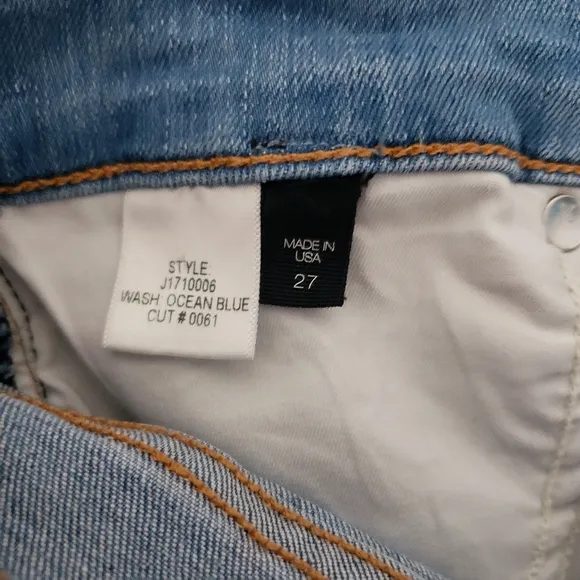 STYLE:
J1710006
WASH: OCEAN BLUE
CUT # 0061
MADE IN
USA
27